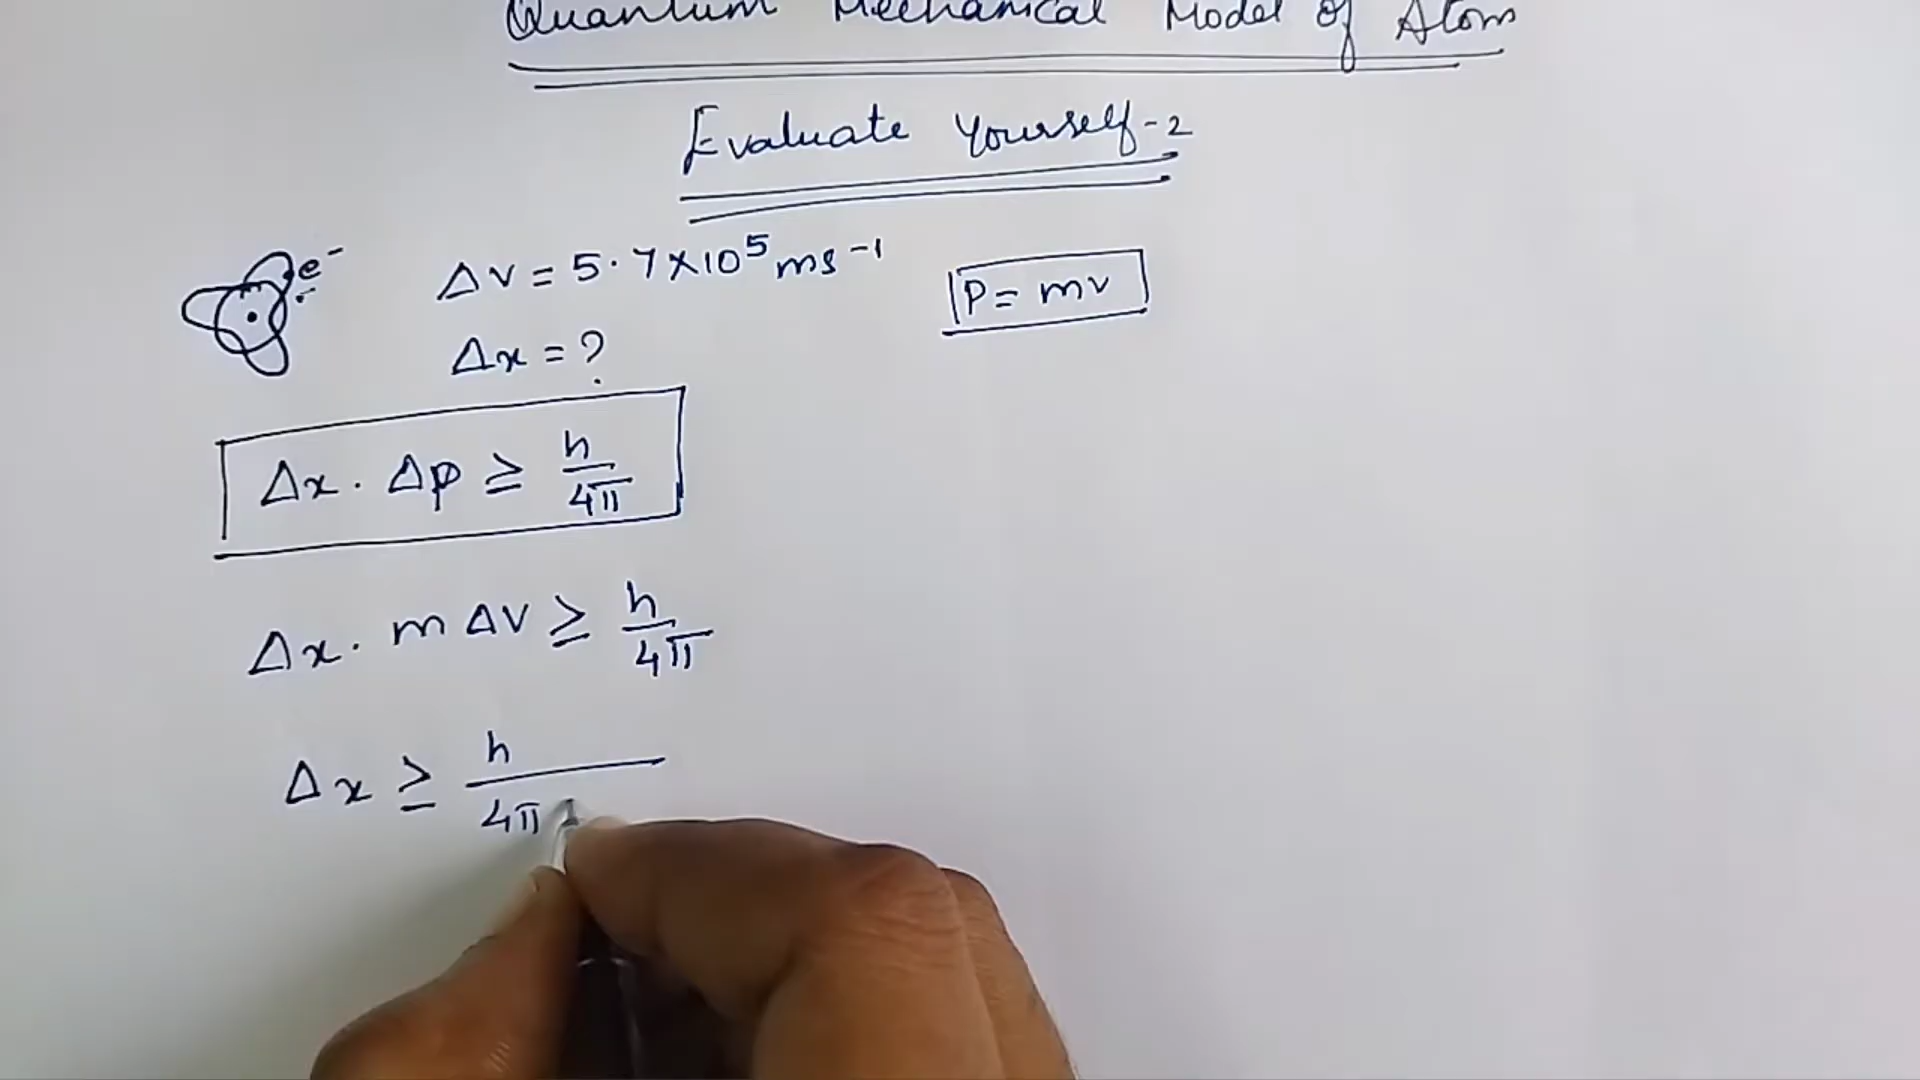 Quantum Mechanical Model of Atom
Evaluate Yourself-2
e⁻
Δv = 5.7×10⁵ ms⁻¹
P = mv
Δx = ?
Δx . Δp ≥ h/4π
Δx . m Δv ≥ h/4π
Δx ≥ h/4π